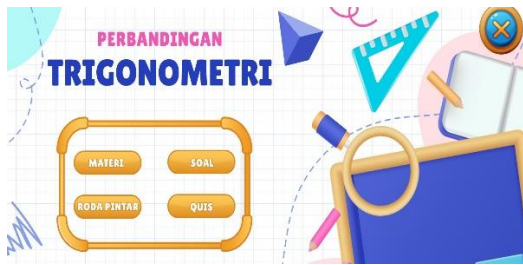 PERBANDINGAN
TRIGONOMETRI
MATERI
SOAL
RODA PINTAR
QUIS